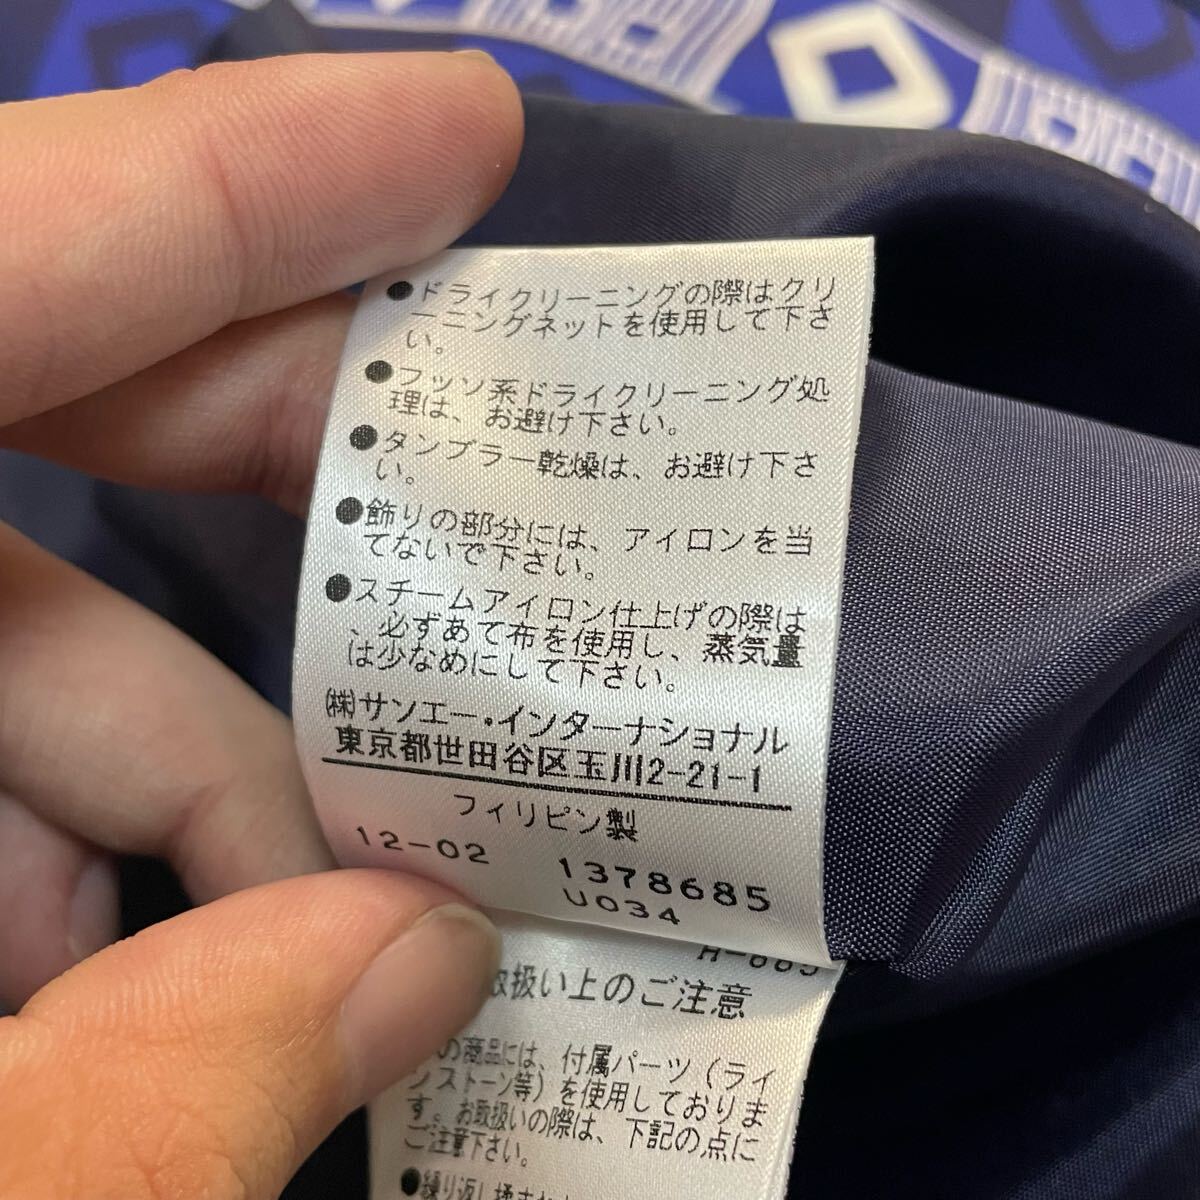 ●ドライクリーニングの際はクリ
ーニングネットを使用して下さ
い。
●フッソ系ドライクリーニング処
理は、お避け下さい。
●タンブラー乾燥は、お避け下さ
い。
●飾りの部分には、アイロンを当
てないで下さい。
●スチームアイロン仕上げの際は
、必ずあて布を使用し、蒸気量
は少なめにして下さい。
(株)サンエー・インターナショナル
東京都世田谷区玉川2-21-1
フィリピン製
12-02 1378685
U034
取扱い上のご注意
の商品には、付属パーツ(ライ
ンストーン等)を使用しておりま
す。お取扱いの際は、下記の点に
ご注意下さい。
●繰り返し